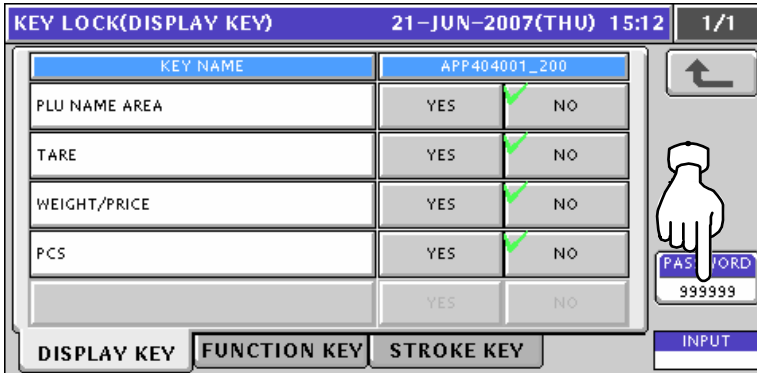 KEY LOCK(DISPLAY KEY) 21-JUN-2007(THU) 15:12 1/1
KEY NAME APP404001_200
PLU NAME AREA YES NO
TARE YES NO
WEIGHT/PRICE YES NO
PCS YES NO
YES NO
PASSWORD
999999
DISPLAY KEY FUNCTION KEY STROKE KEY
INPUT